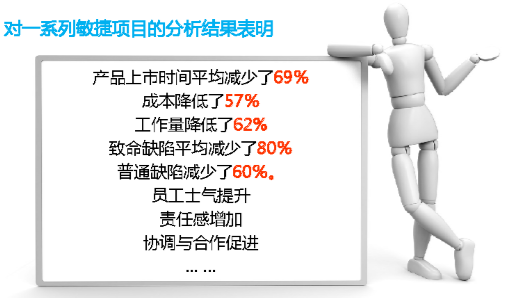 对一系列敏捷项目的分析结果表明
产品上市时间平均减少了69%
成本降低了57%
工作量降低了62%
致命缺陷平均减少了80%
普通缺陷减少了60%。
员工士气提升
责任感增加
协调与合作促进
... ...